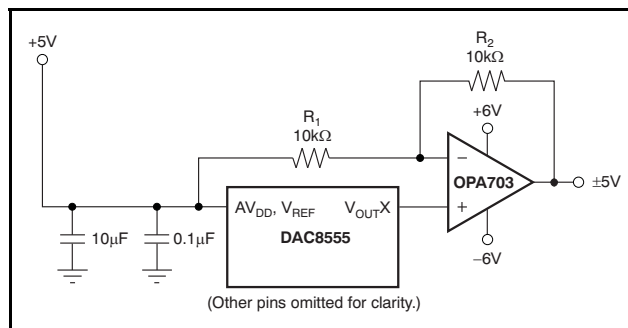 +5V
R2
10kΩ
R1
10kΩ
+6V
−
OPA703
±5V
+
AVDD, VREF
VOUTX
10µF
0.1µF
DAC8555
−6V
(Other pins omitted for clarity.)